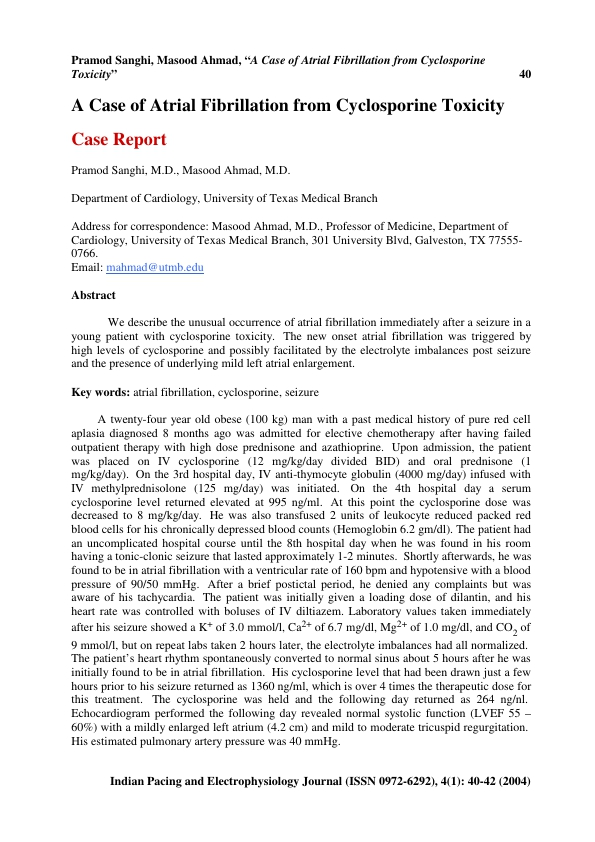 Pramod Sanghi, Masood Ahmad, “A Case of Atrial Fibrillation from Cyclosporine
Toxicity” 40
A Case of Atrial Fibrillation from Cyclosporine Toxicity
Case Report
Pramod Sanghi, M.D., Masood Ahmad, M.D.
Department of Cardiology, University of Texas Medical Branch
Address for correspondence: Masood Ahmad, M.D., Professor of Medicine, Department of
Cardiology, University of Texas Medical Branch, 301 University Blvd, Galveston, TX 77555-
0766.
Email: mahmad@utmb.edu
Abstract
We describe the unusual occurrence of atrial fibrillation immediately after a seizure in a
young patient with cyclosporine toxicity. The new onset atrial fibrillation was triggered by
high levels of cyclosporine and possibly facilitated by the electrolyte imbalances post seizure
and the presence of underlying mild left atrial enlargement.
Key words: atrial fibrillation, cyclosporine, seizure
A twenty-four year old obese (100 kg) man with a past medical history of pure red cell
aplasia diagnosed 8 months ago was admitted for elective chemotherapy after having failed
outpatient therapy with high dose prednisone and azathioprine. Upon admission, the patient
was placed on IV cyclosporine (12 mg/kg/day divided BID) and oral prednisone (1
mg/kg/day). On the 3rd hospital day, IV anti-thymocyte globulin (4000 mg/day) infused with
IV methylprednisolone (125 mg/day) was initiated. On the 4th hospital day a serum
cyclosporine level returned elevated at 995 ng/ml. At this point the cyclosporine dose was
decreased to 8 mg/kg/day. He was also transfused 2 units of leukocyte reduced packed red
blood cells for his chronically depressed blood counts (Hemoglobin 6.2 gm/dl). The patient had
an uncomplicated hospital course until the 8th hospital day when he was found in his room
having a tonic-clonic seizure that lasted approximately 1-2 minutes. Shortly afterwards, he was
found to be in atrial fibrillation with a ventricular rate of 160 bpm and hypotensive with a blood
pressure of 90/50 mmHg. After a brief postictal period, he denied any complaints but was
aware of his tachycardia. The patient was initially given a loading dose of dilantin, and his
heart rate was controlled with boluses of IV diltiazem. Laboratory values taken immediately
after his seizure showed a K+ of 3.0 mmol/l, Ca2+ of 6.7 mg/dl, Mg2+ of 1.0 mg/dl, and CO2 of
9 mmol/l, but on repeat labs taken 2 hours later, the electrolyte imbalances had all normalized.
The patient’s heart rhythm spontaneously converted to normal sinus about 5 hours after he was
initially found to be in atrial fibrillation. His cyclosporine level that had been drawn just a few
hours prior to his seizure returned as 1360 ng/ml, which is over 4 times the therapeutic dose for
this treatment. The cyclosporine was held and the following day returned as 264 ng/nl.
Echocardiogram performed the following day revealed normal systolic function (LVEF 55 –
60%) with a mildly enlarged left atrium (4.2 cm) and mild to moderate tricuspid regurgitation.
His estimated pulmonary artery pressure was 40 mmHg.
Indian Pacing and Electrophysiology Journal (ISSN 0972-6292), 4(1): 40-42 (2004)